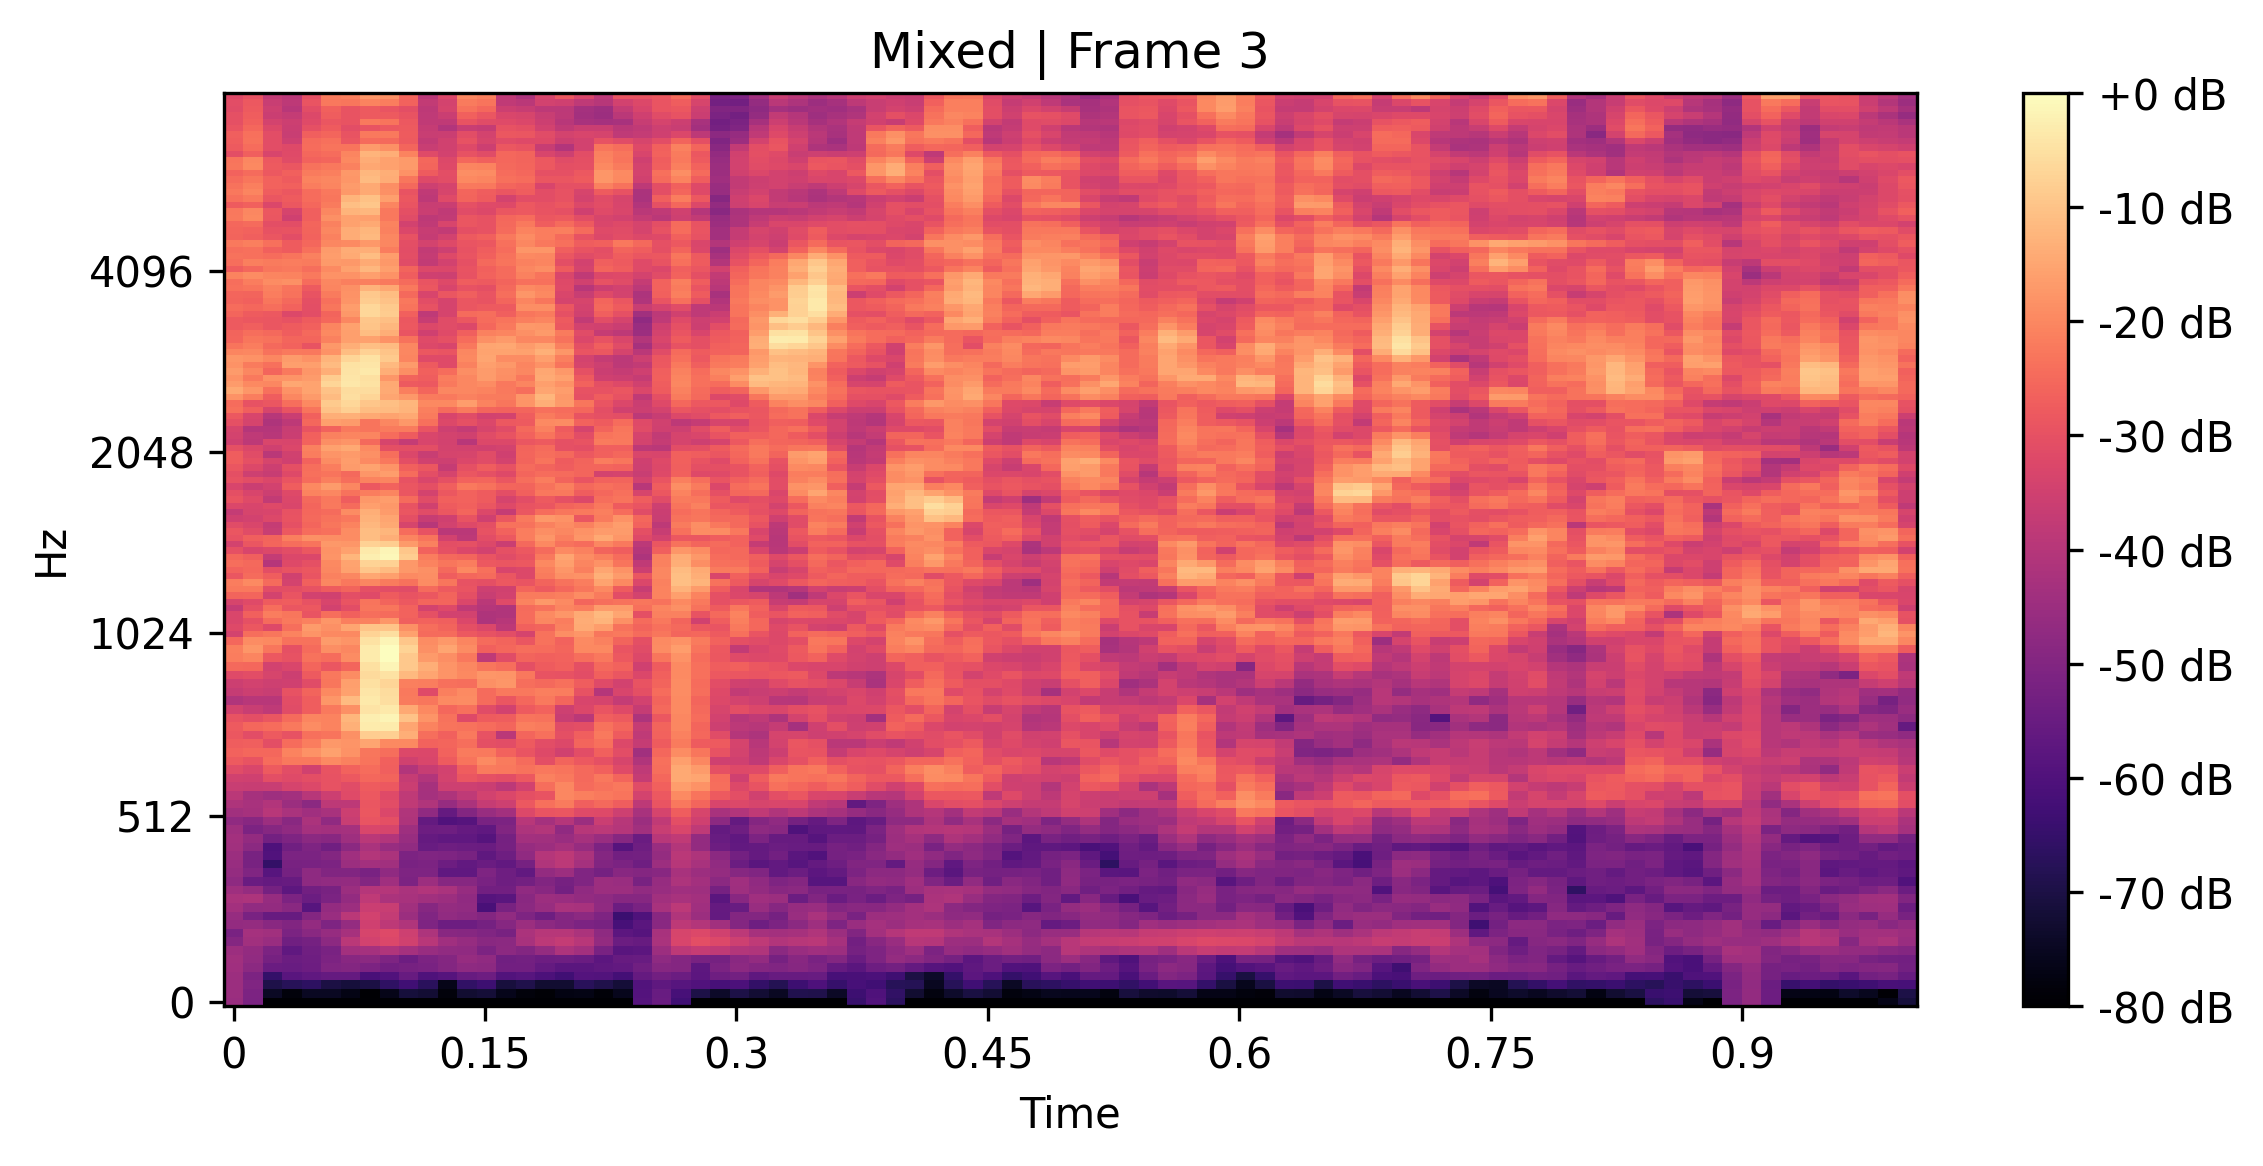 Mixed | Frame 3
+0 dB
-10 dB
-20 dB
-30 dB
-40 dB
-50 dB
-60 dB
-70 dB
-80 dB
Hz
4096
2048
1024
512
0
0 0.15 0.3 0.45 0.6 0.75 0.9
Time